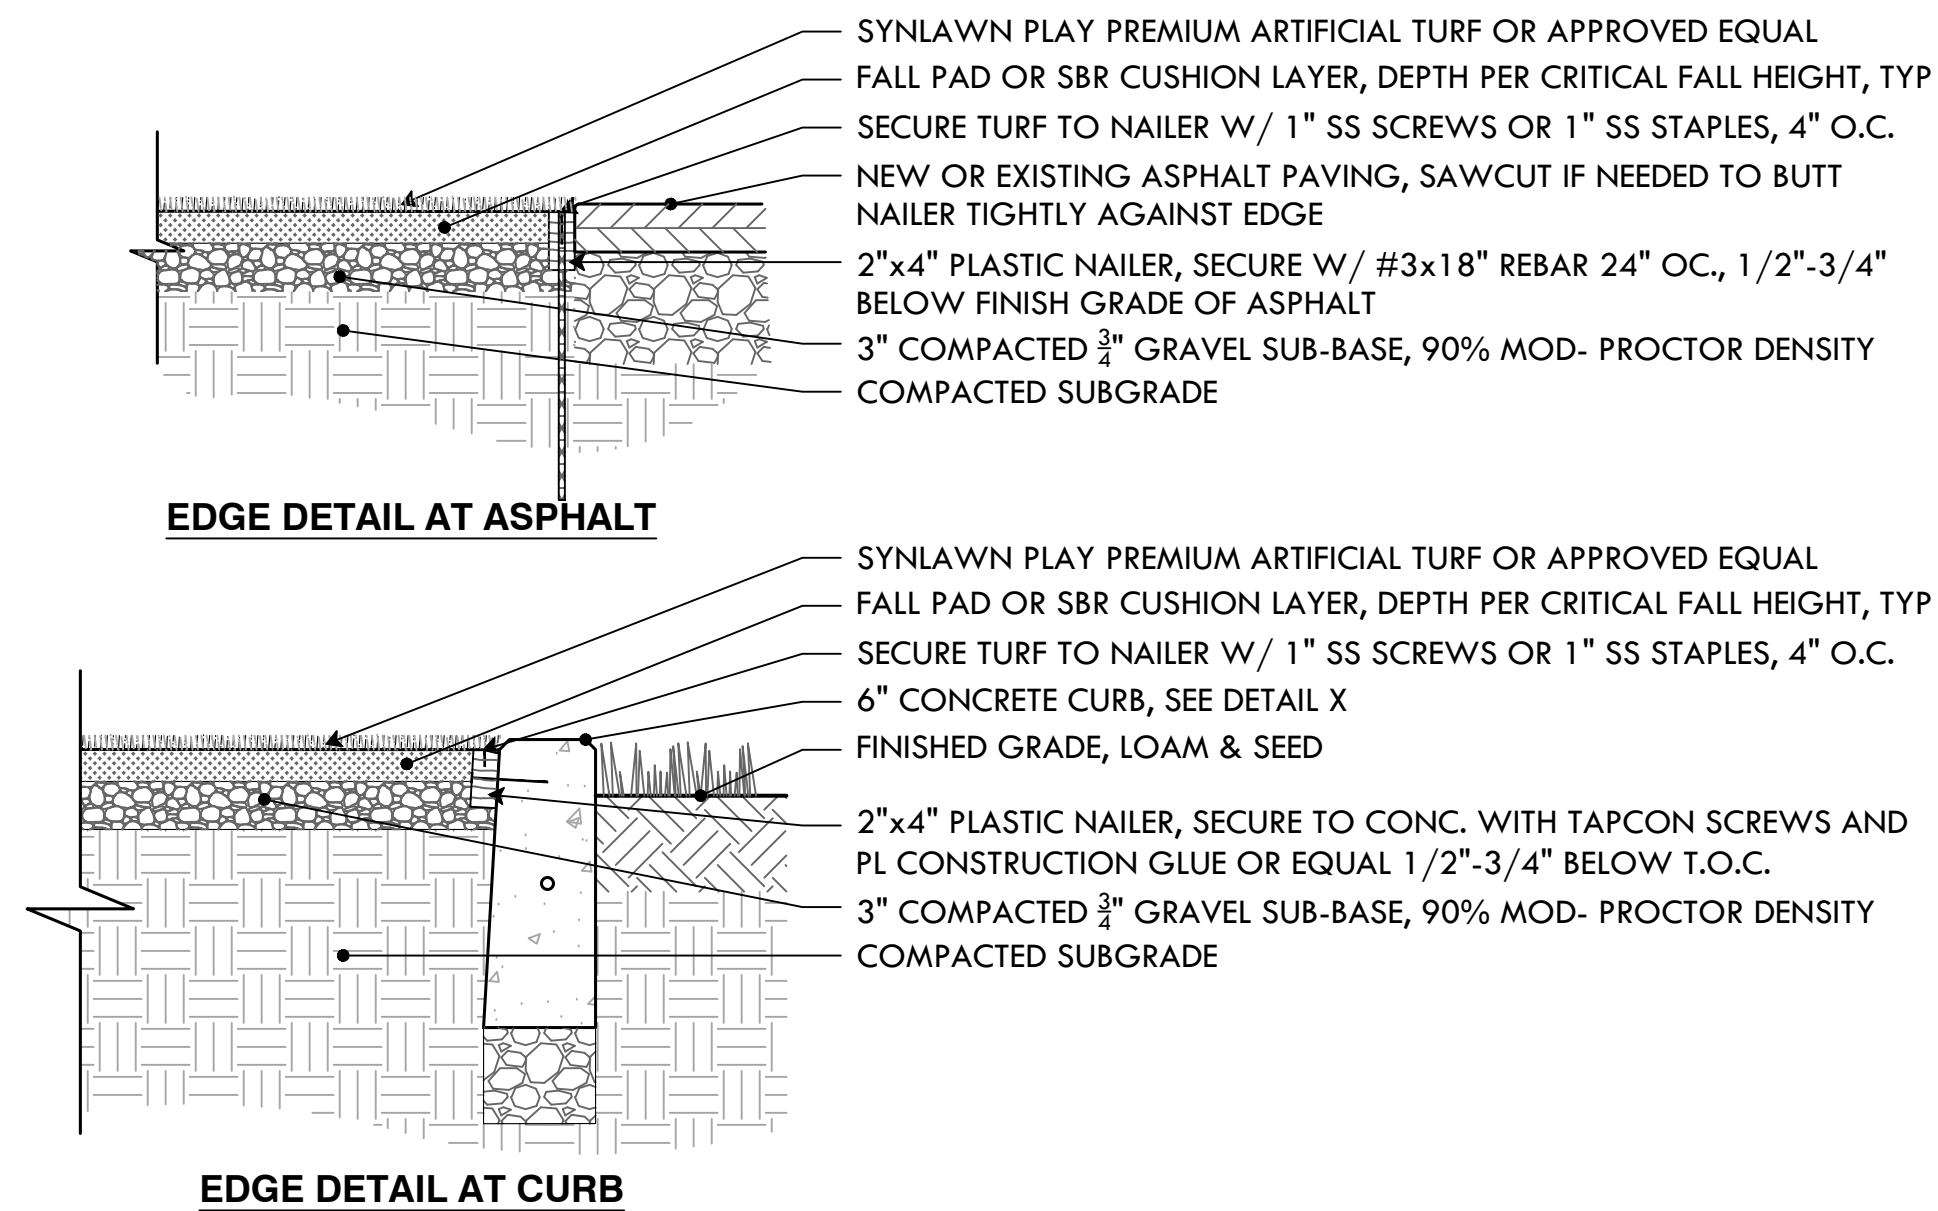 SYNLAWN PLAY PREMIUM ARTIFICIAL TURF OR APPROVED EQUAL
FALL PAD OR SBR CUSHION LAYER, DEPTH PER CRITICAL FALL HEIGHT, TYP
SECURE TURF TO NAILER W/ 1" SS SCREWS OR 1" SS STAPLES, 4" O.C.
NEW OR EXISTING ASPHALT PAVING, SAWCUT IF NEEDED TO BUTT
NAILER TIGHTLY AGAINST EDGE
2"x4" PLASTIC NAILER, SECURE W/ #3x18" REBAR 24" OC., 1/2"-3/4"
BELOW FINISH GRADE OF ASPHALT
3" COMPACTED 3/4" GRAVEL SUB-BASE, 90% MOD- PROCTOR DENSITY
COMPACTED SUBGRADE
EDGE DETAIL AT ASPHALT
SYNLAWN PLAY PREMIUM ARTIFICIAL TURF OR APPROVED EQUAL
FALL PAD OR SBR CUSHION LAYER, DEPTH PER CRITICAL FALL HEIGHT, TYP
SECURE TURF TO NAILER W/ 1" SS SCREWS OR 1" SS STAPLES, 4" O.C.
6" CONCRETE CURB, SEE DETAIL X
FINISHED GRADE, LOAM & SEED
2"x4" PLASTIC NAILER, SECURE TO CONC. WITH TAPCON SCREWS AND
PL CONSTRUCTION GLUE OR EQUAL 1/2"-3/4" BELOW T.O.C.
3" COMPACTED 3/4" GRAVEL SUB-BASE, 90% MOD- PROCTOR DENSITY
COMPACTED SUBGRADE
EDGE DETAIL AT CURB